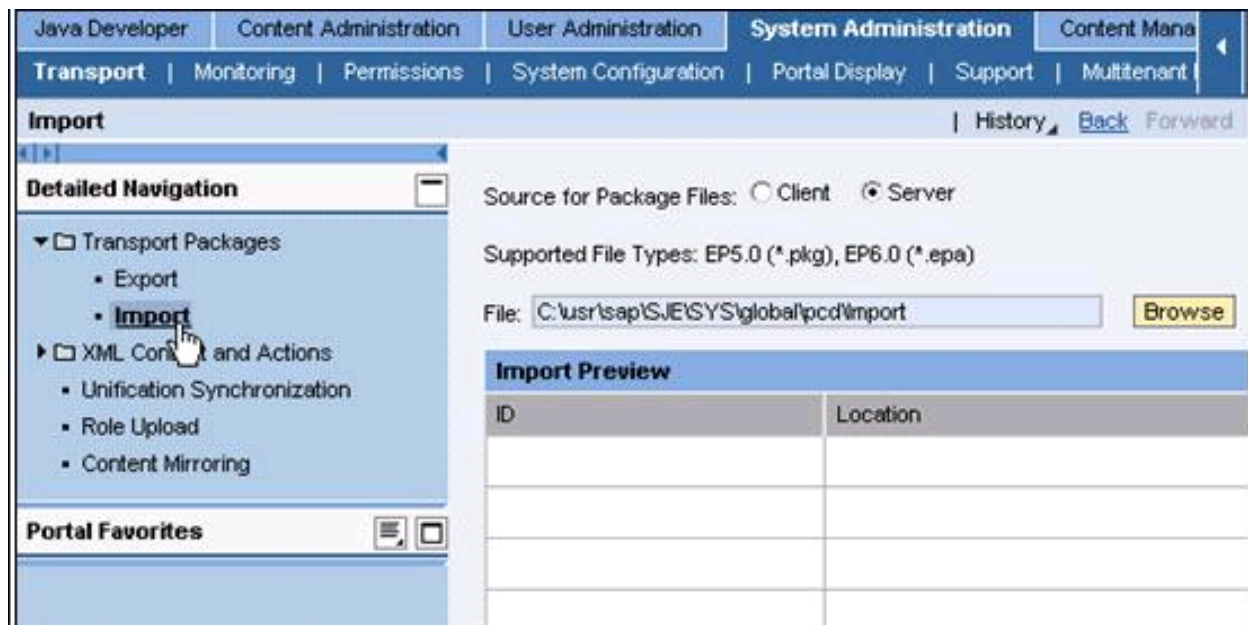 Java Developer Content Administration User Administration System Administration Content Mana
Transport | Monitoring | Permissions | System Configuration | Portal Display | Support | Multitenant
Import | History Back Forward
Detailed Navigation
Source for Package Files: Client Server
Transport Packages
Supported File Types: EP5.0 (*.pkg), EP6.0 (*.epa)
Export
Import
File: C:\usr\sap\SJE\SYS\global\pcd\Import Browse
XML Cont t and Actions
Import Preview
Unification Synchronization
ID Location
Role Upload
Content Mirroring
Portal Favorites